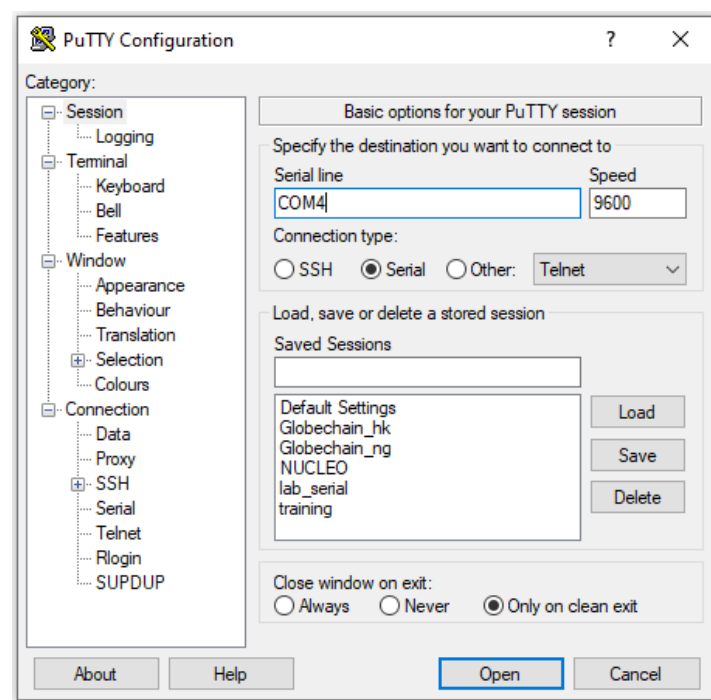 PuTTY Configuration
?
Category:
Session
Logging
Terminal
Keyboard
Bell
Features
Window
Appearance
Behaviour
Translation
Selection
Colours
Connection
Data
Proxy
SSH
Serial
Telnet
Rlogin
SUPDUP
Basic options for your PuTTY session
Specify the destination you want to connect to
Serial line Speed
COM4 9600
Connection type:
SSH Serial Other: Telnet
Load, save or delete a stored session
Saved Sessions
Default Settings
Globechain_hk
Globechain_ng
NUCLEO
lab_serial
training
Load
Save
Delete
Close window on exit:
Always Never Only on clean exit
About Help Open Cancel